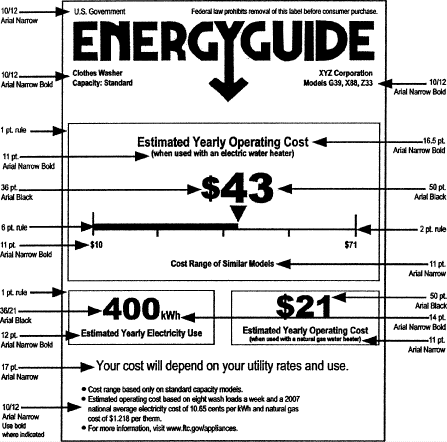 10/12
Arial Narrow
U.S. Government
Federal law prohibits removal of this label before consumer purchase.
ENERGYGUIDE
10/12
Arial Narrow Bold
Clothes Washer
Capacity: Standard
XYZ Corporation
Models G39, X88, Z33
10/12
Arial Narrow Bold
1 pt. rule
Estimated Yearly Operating Cost
(when used with an electric water heater)
16.5 pt.
Arial Narrow Bold
11 pt.
Arial Narrow Bold
36 pt.
Arial Black
$43
50 pt.
Arial Black
6 pt. rule
2 pt. rule
11 pt.
Arial Narrow Bold
$10
$71
Cost Range of Similar Models
11 pt.
Arial Narrow
1 pt. rule
36/21
Arial Black
400kWh
Estimated Yearly Electricity Use
12 pt.
Arial Narrow Bold
$21
Estimated Yearly Operating Cost
(when used with a natural gas water heater)
50 pt.
Arial Black
14 pt.
Arial Narrow Bold
11 pt.
Arial Narrow
17 pt.
Arial Narrow
Your cost will depend on your utility rates and use.
10/12
Arial Narrow
Use bold
where indicated
• Cost range based only on standard capacity models.
• Estimated operating cost based on eight wash loads a week and a 2007
national average electricity cost of 10.65 cents per kWh and natural gas
cost of $1.218 per therm.
• For more information, visit www.ftc.gov/appliances.